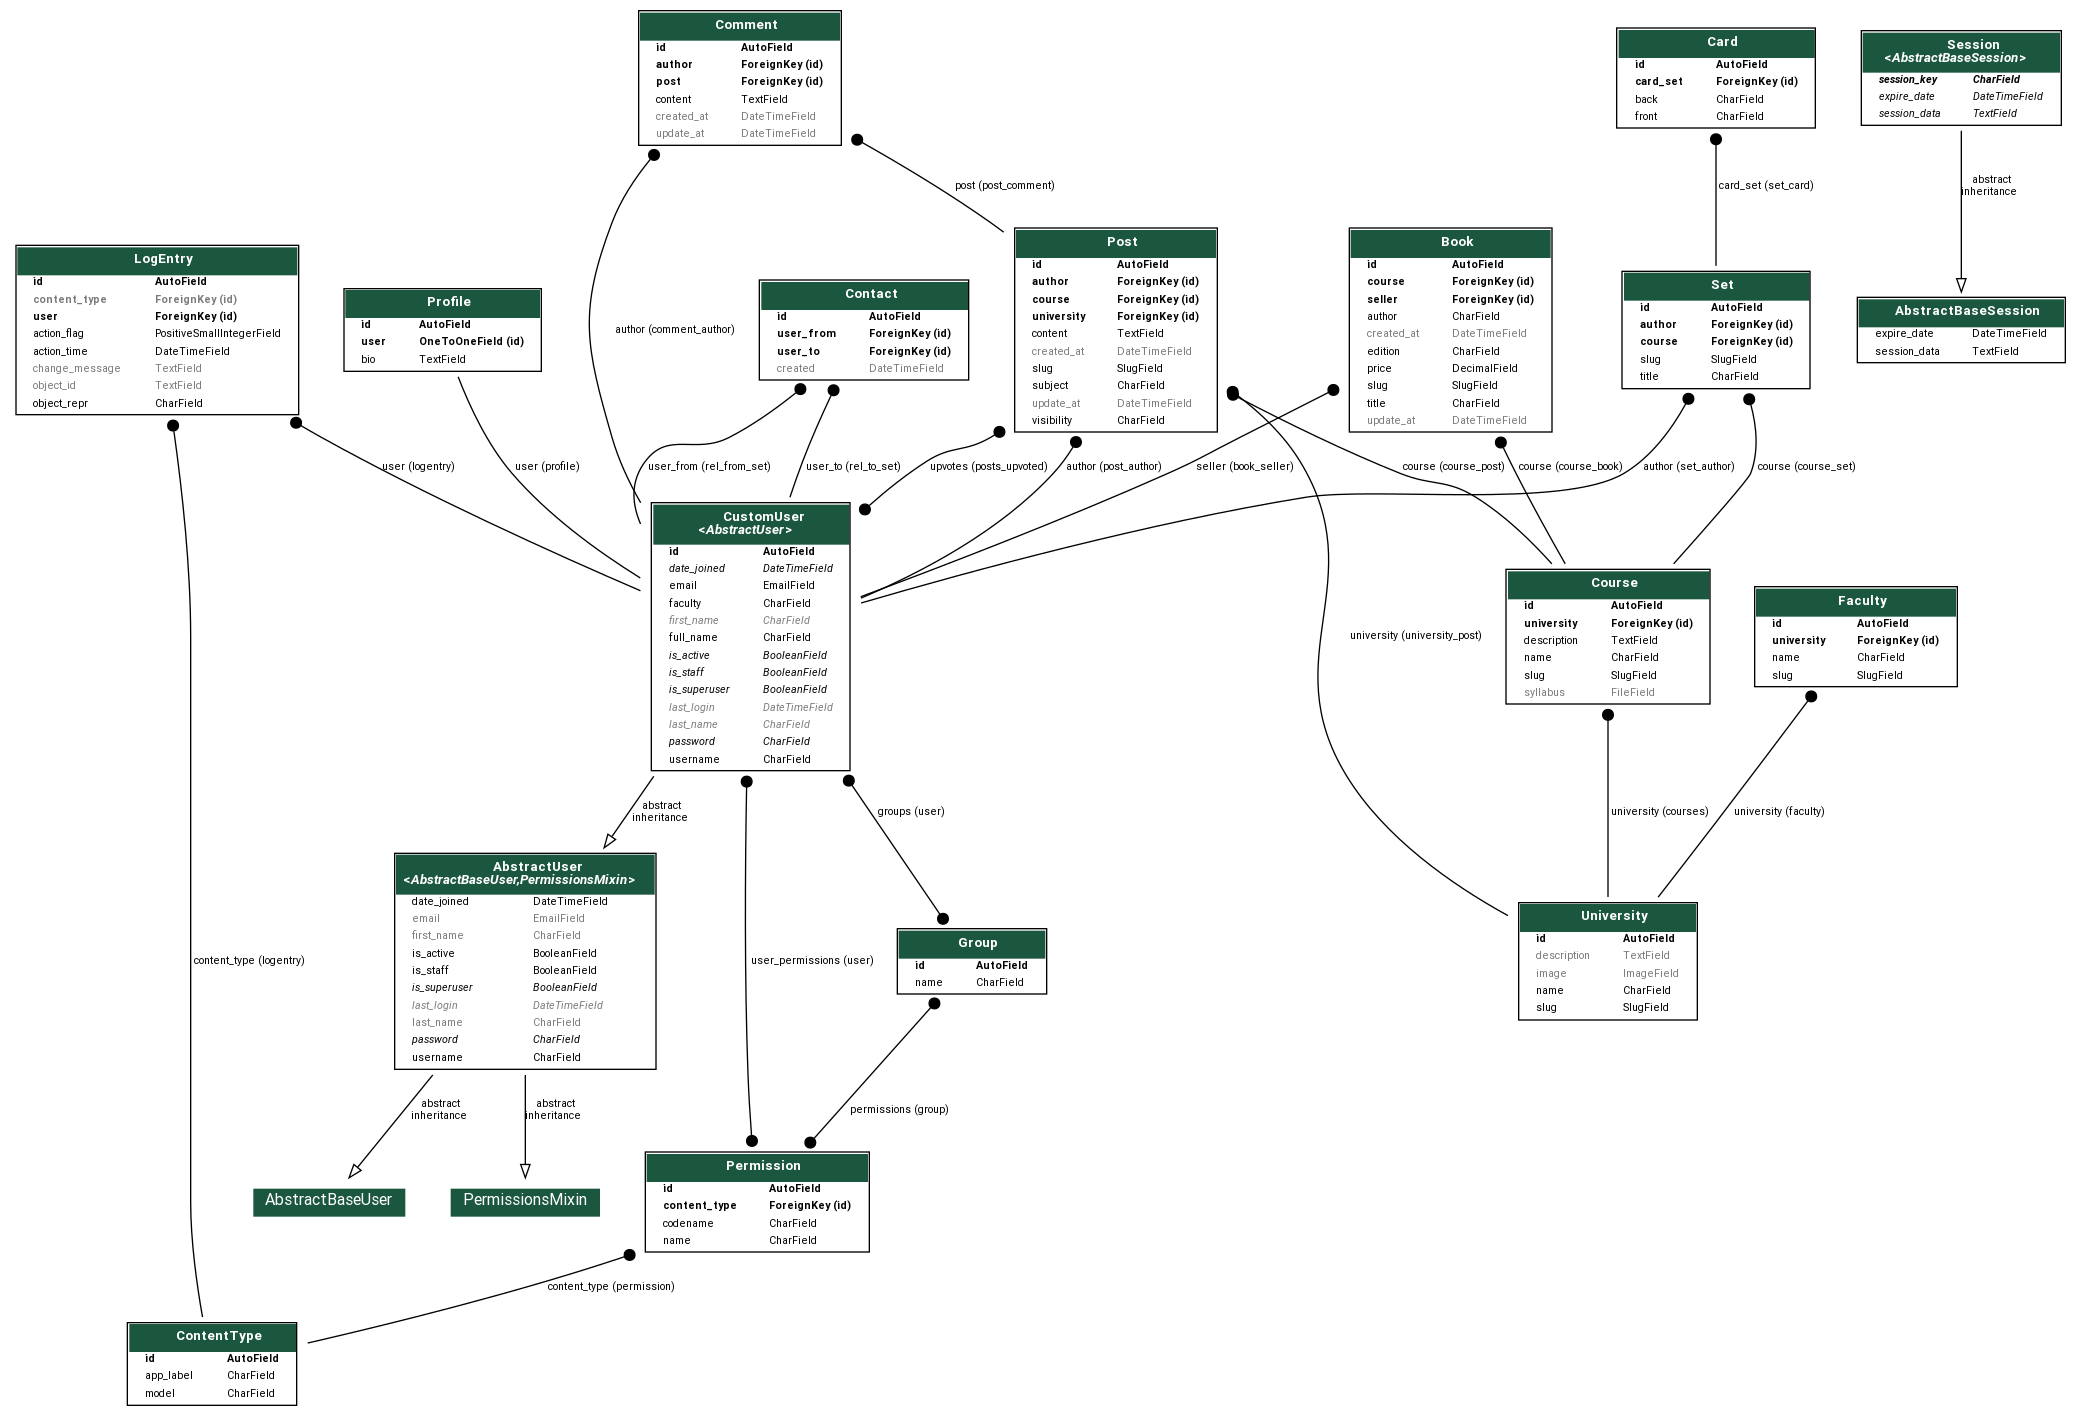 Comment
id AutoField
author ForeignKey (id)
post ForeignKey (id)
content TextField
created_at DateTimeField
update_at DateTimeField
Card
id AutoField
card_set ForeignKey (id)
back CharField
front CharField
Session
<AbstractBaseSession>
session_key CharField
expire_date DateTimeField
session_data TextField
post (post_comment)
card_set (set_card)
abstract
inheritance
LogEntry
id AutoField
content_type ForeignKey (id)
user ForeignKey (id)
action_flag PositiveSmallIntegerField
action_time DateTimeField
change_message TextField
object_id TextField
object_repr CharField
Profile
id AutoField
user OneToOneField (id)
bio TextField
author (comment_author)
Contact
id AutoField
user_from ForeignKey (id)
user_to ForeignKey (id)
created DateTimeField
Post
id AutoField
author ForeignKey (id)
course ForeignKey (id)
university ForeignKey (id)
content TextField
created_at DateTimeField
slug SlugField
subject CharField
update_at DateTimeField
visibility CharField
Book
id AutoField
course ForeignKey (id)
seller ForeignKey (id)
author CharField
created_at DateTimeField
edition CharField
price DecimalField
slug SlugField
title CharField
update_at DateTimeField
Set
id AutoField
author ForeignKey (id)
course ForeignKey (id)
slug SlugField
title CharField
AbstractBaseSession
expire_date DateTimeField
session_data TextField
user (logentry)
user (profile)
user_from (rel_from_set)
user_to (rel_to_set)
upvotes (posts_upvoted)
author (post_author)
seller (book_seller)
course (course_post)
course (course_book)
author (set_author)
course (course_set)
CustomUser
<AbstractUser>
id AutoField
date_joined DateTimeField
email EmailField
faculty CharField
first_name CharField
full_name CharField
is_active BooleanField
is_staff BooleanField
is_superuser BooleanField
last_login DateTimeField
last_name CharField
password CharField
username CharField
university (university_post)
Course
id AutoField
university ForeignKey (id)
description TextField
name CharField
slug SlugField
syllabus FileField
Faculty
id AutoField
university ForeignKey (id)
name CharField
slug SlugField
abstract
inheritance
groups (user)
university (courses)
university (faculty)
AbstractUser
<AbstractBaseUser,PermissionsMixin>
date_joined DateTimeField
email EmailField
first_name CharField
is_active BooleanField
is_staff BooleanField
is_superuser BooleanField
last_login DateTimeField
last_name CharField
password CharField
username CharField
content_type (logentry)
user_permissions (user)
Group
id AutoField
name CharField
University
id AutoField
description TextField
image ImageField
name CharField
slug SlugField
abstract
inheritance
abstract
inheritance
permissions (group)
AbstractBaseUser
PermissionsMixin
Permission
id AutoField
content_type ForeignKey (id)
codename CharField
name CharField
content_type (permission)
ContentType
id AutoField
app_label CharField
model CharField